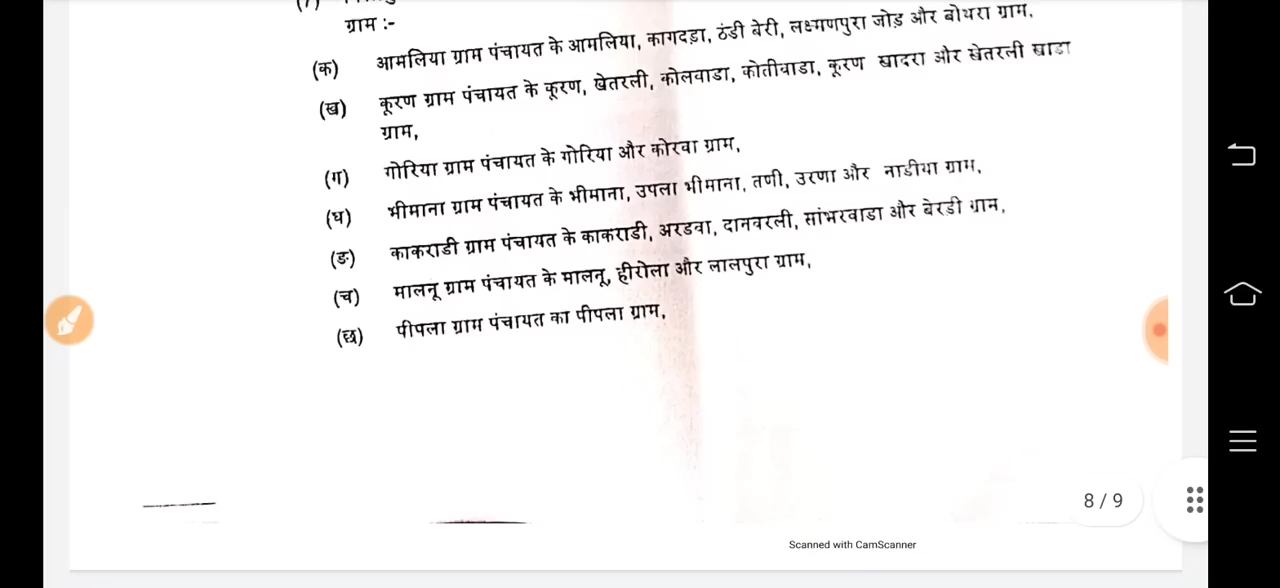 (7)
ग्राम :-
(क) आमलिया ग्राम पंचायत के आमलिया, कागदड़ा, ठंडी बेरी, लक्ष्मणपुरा जोड़ और बोथरा ग्राम,
(ख) कूरण ग्राम पंचायत के कूरण, खेतरली, कोलवाडा, कोतीवाडा, कूरण खादरा और खेतरली खाडा
ग्राम,
(ग) गोरिया ग्राम पंचायत के गोरिया और कोरवा ग्राम,
(घ) भीमाना ग्राम पंचायत के भीमाना, उपला भीमाना, तणी, उरणा और नाडीया ग्राम,
(ङ) काकराडी ग्राम पंचायत के काकराडी, अरडवा, दानवरली, सांभरवाडा और बेरडी ग्राम,
(च) मालनू ग्राम पंचायत के मालनू, हीरोला और लालपुरा ग्राम,
(छ) पीपला ग्राम पंचायत का पीपला ग्राम,
8 / 9
Scanned with CamScanner